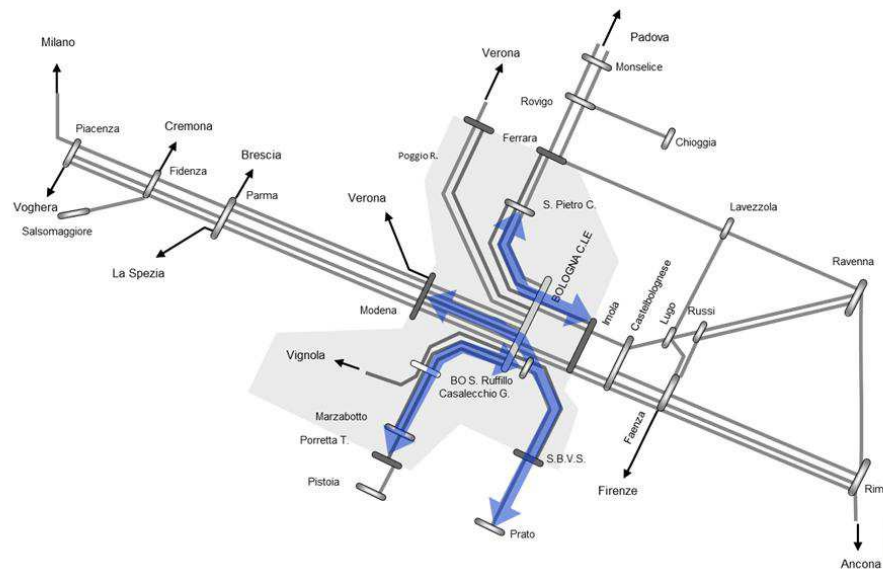 Milano
Padova
Verona
Monselice
Rovigo
Cremona
Piacenza
Ferrara
Chioggia
Brescia
Poggio R.
Fidenza
Parma
S. Pietro C.
Verona
Lavezzola
Voghera
Salsomaggiore
BOLOGNA C.LE
Castelbolognese
Ravenna
La Spezia
Imola
Lugo
Russi
Modena
Vignola
BO S. Ruffillo
Casalecchio G.
Marzabotto
Faenza
Porretta T.
S.B.V.S.
Pistoia
Firenze
Rim
Prato
Ancona